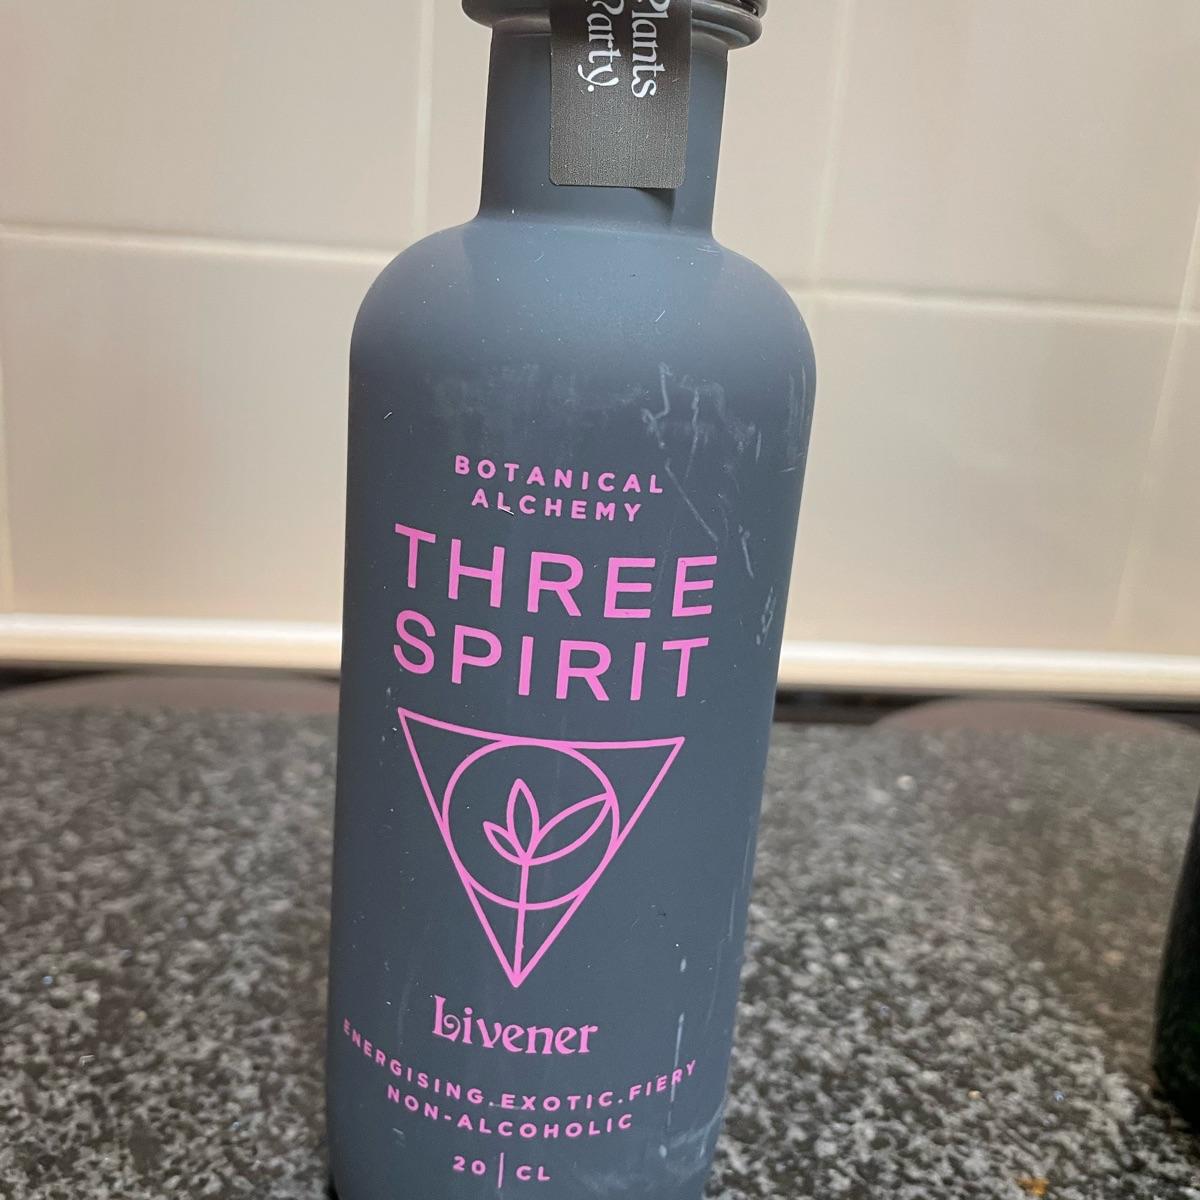 Plants
Party.
BOTANICAL
ALCHEMY
THREE
SPIRIT
Livener
ENERGISING.EXOTIC.FIERY
NON-ALCOHOLIC
20 | CL